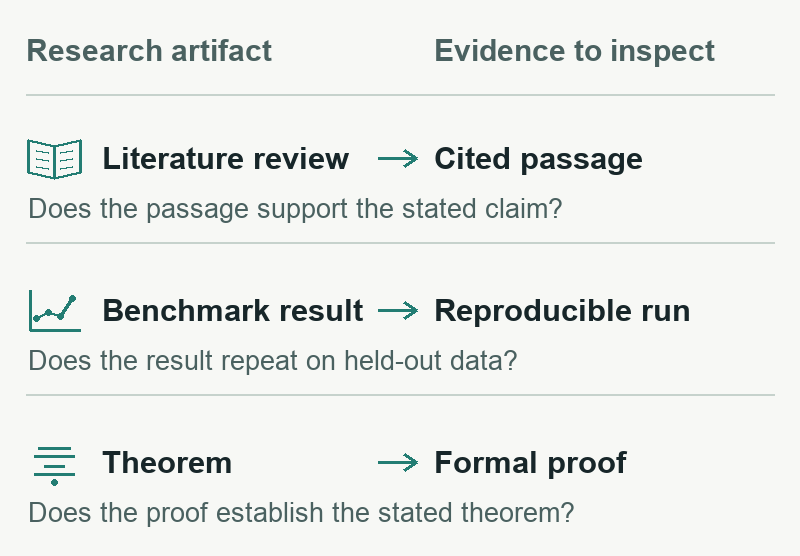 Research artifact Evidence to inspect
Literature review → Cited passage
Does the passage support the stated claim?
Benchmark result → Reproducible run
Does the result repeat on held-out data?
Theorem → Formal proof
Does the proof establish the stated theorem?